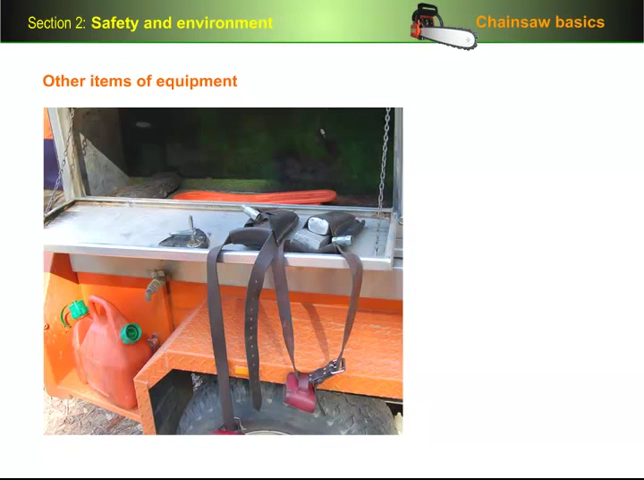 Section 2: Safety and environment
Chainsaw basics
Other items of equipment